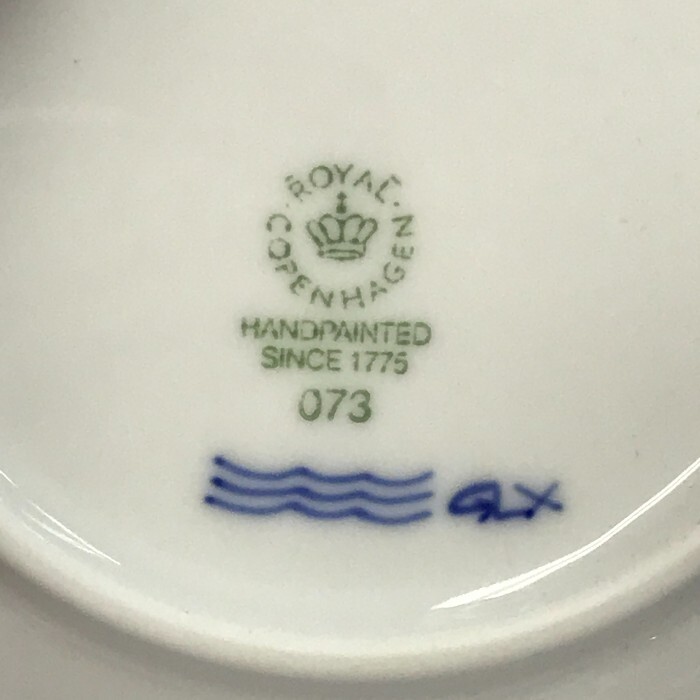 ROYAL
COPENHAGEN
HANDPAINTED
SINCE 1775
073